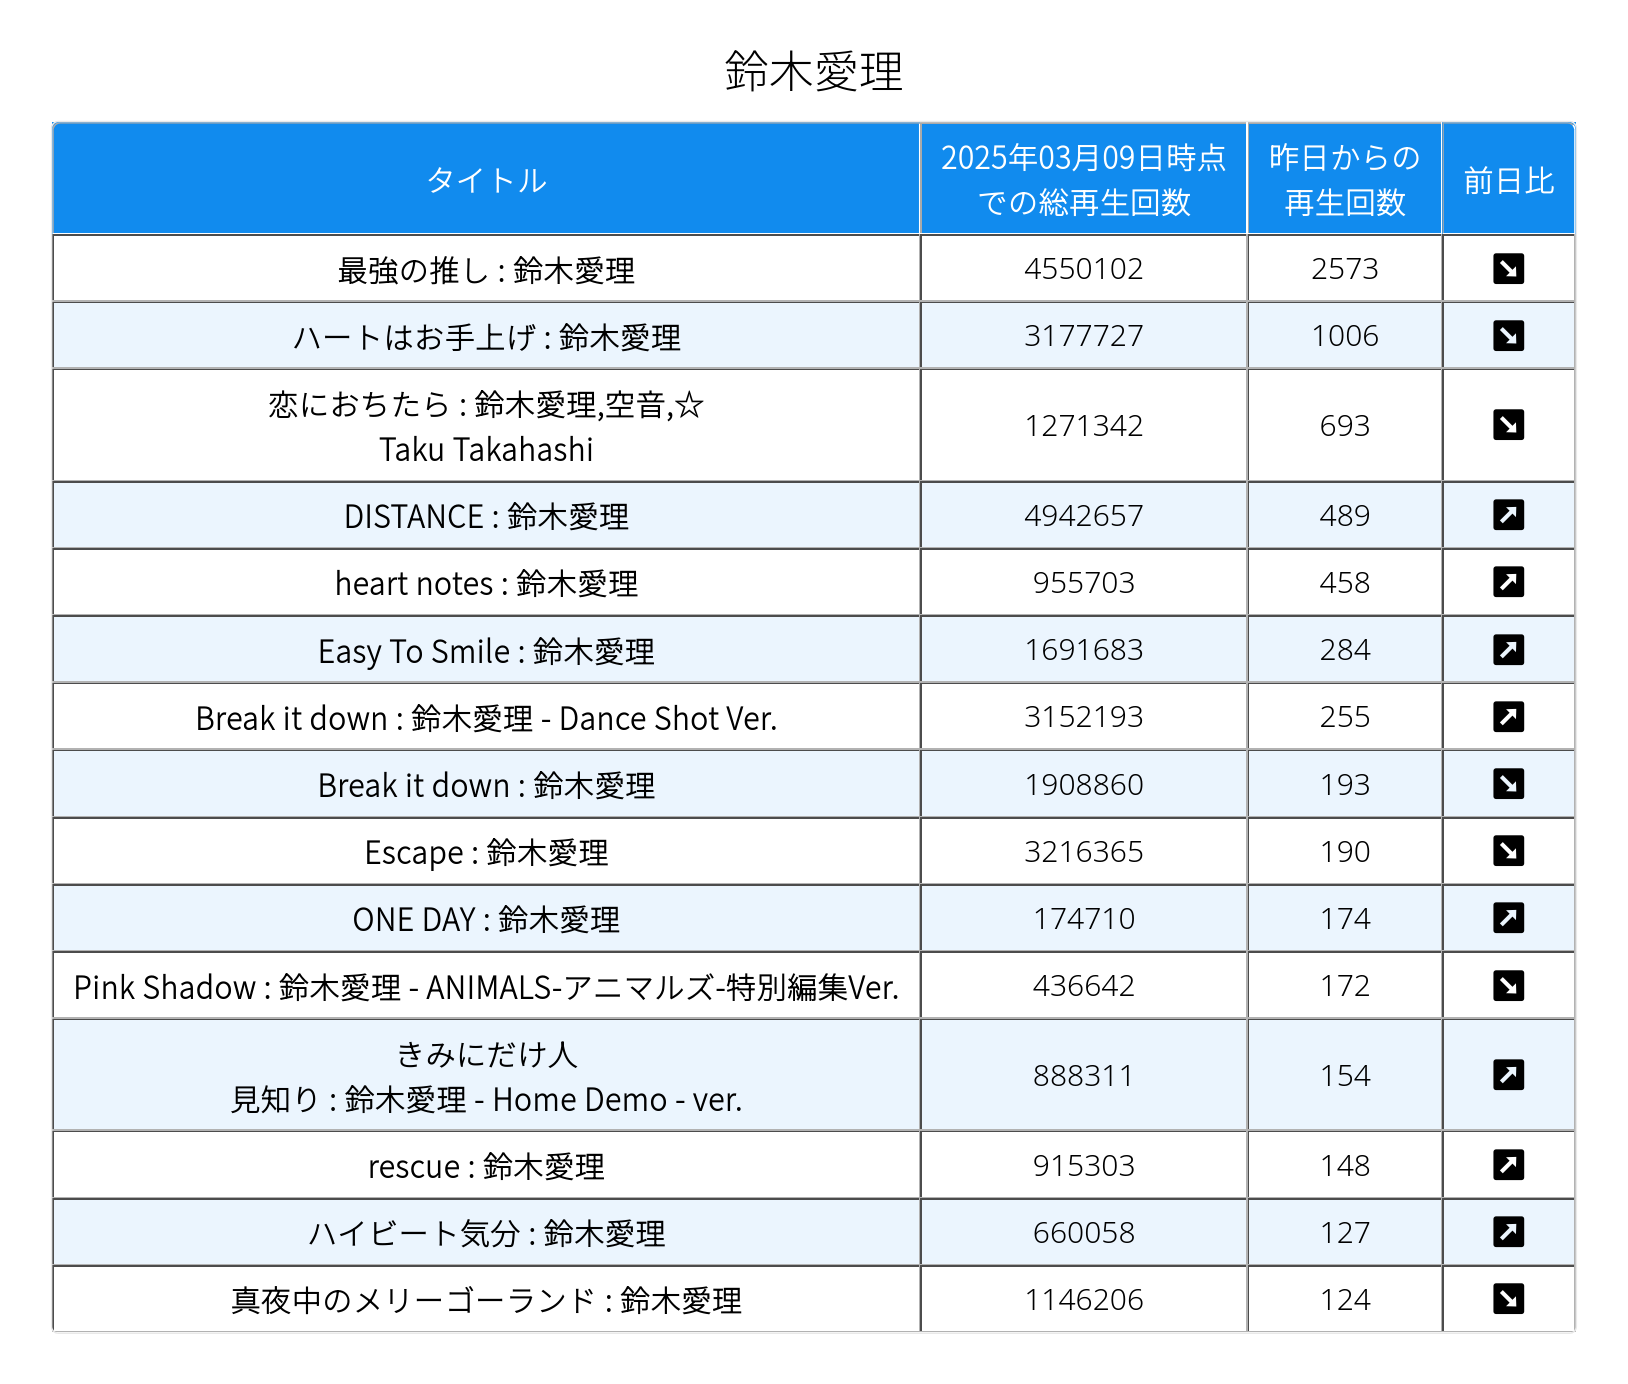 鈴木愛理
タイトル
2025年03月09日時点
での総再生回数
昨日からの
再生回数
前日比
最強の推し : 鈴木愛理 4550102 2573 ↘
ハートはお手上げ : 鈴木愛理 3177727 1006 ↘
恋におちたら : 鈴木愛理,空音,☆
Taku Takahashi 1271342 693 ↘
DISTANCE : 鈴木愛理 4942657 489 ↗
heart notes : 鈴木愛理 955703 458 ↗
Easy To Smile : 鈴木愛理 1691683 284 ↗
Break it down : 鈴木愛理 - Dance Shot Ver. 3152193 255 ↗
Break it down : 鈴木愛理 1908860 193 ↘
Escape : 鈴木愛理 3216365 190 ↘
ONE DAY : 鈴木愛理 174710 174 ↗
Pink Shadow : 鈴木愛理 - ANIMALS-アニマルズ-特別編集Ver. 436642 172 ↘
きみにだけ人
見知り : 鈴木愛理 - Home Demo - ver. 888311 154 ↗
rescue : 鈴木愛理 915303 148 ↗
ハイビート気分 : 鈴木愛理 660058 127 ↗
真夜中のメリーゴーランド : 鈴木愛理 1146206 124 ↘